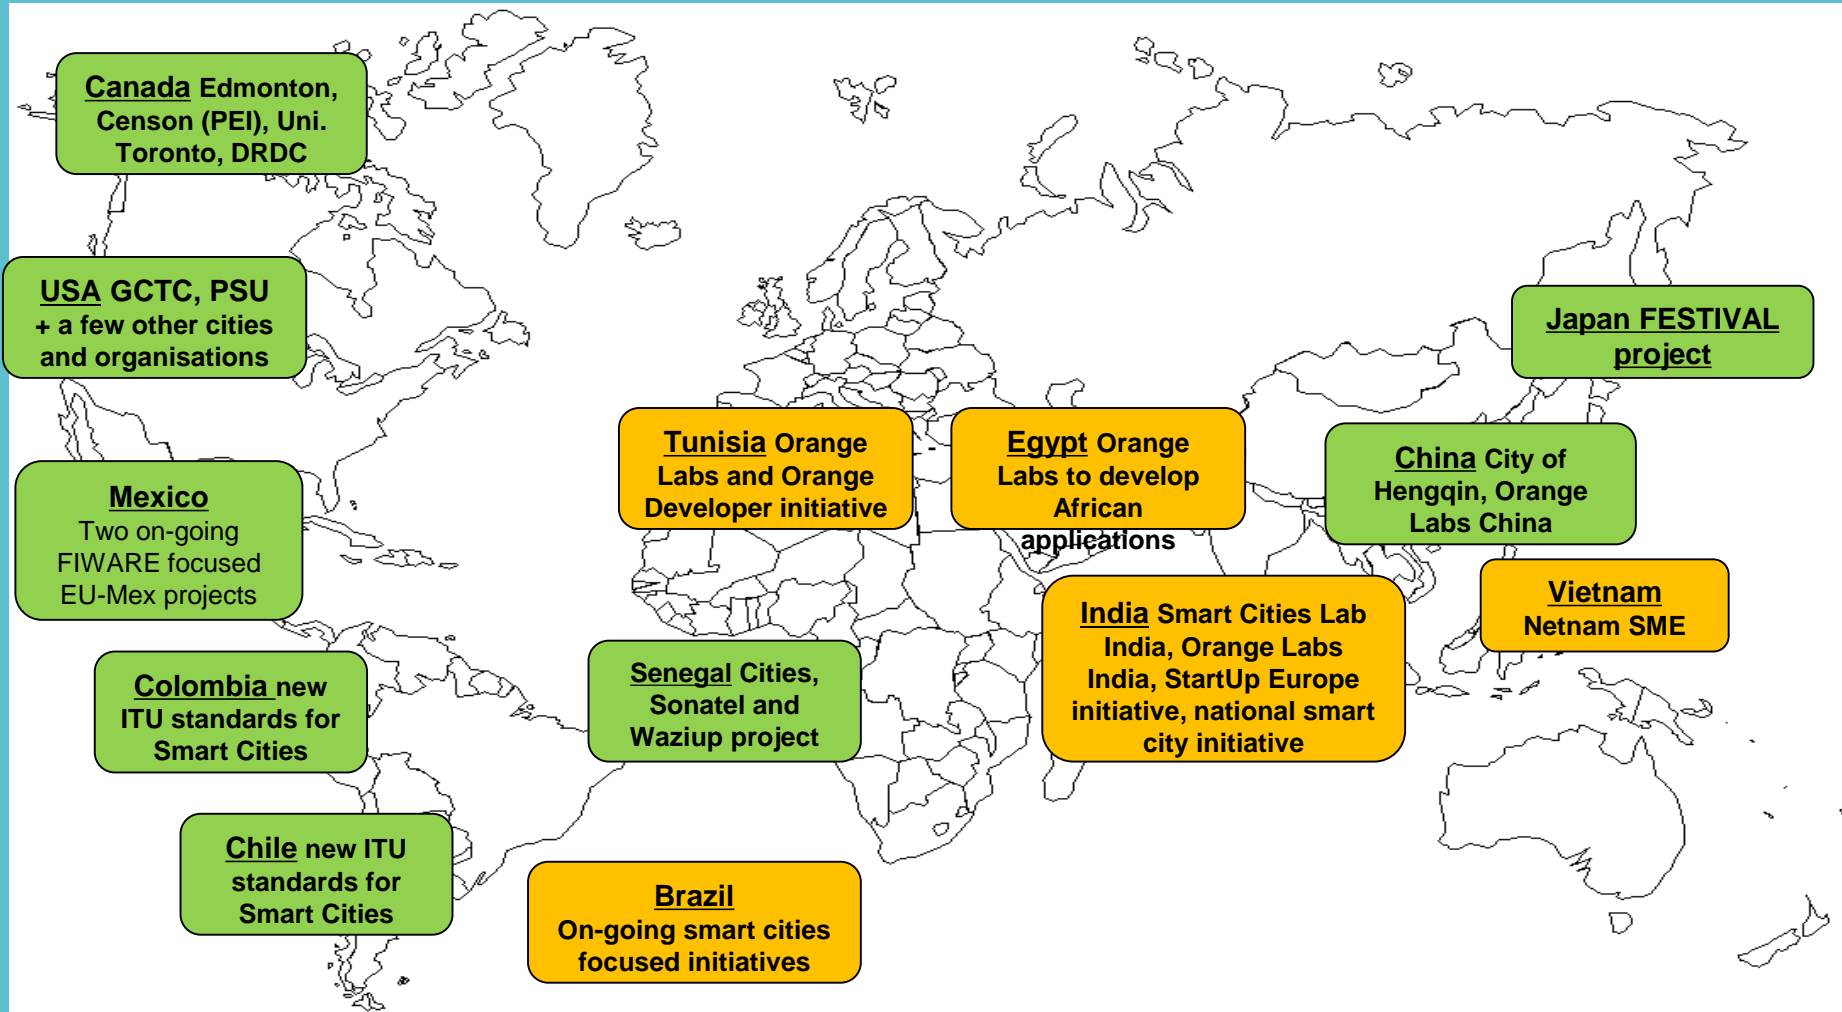 Canada Edmonton,
Censon (PEI), Uni.
Toronto, DRDC
USA GCTC, PSU
+ a few other cities
and organisations
Japan FESTIVAL
project
Tunisia Orange
Labs and Orange
Developer initiative
Egypt Orange
Labs to develop
African
applications
China City of
Hengqin, Orange
Labs China
Mexico
Two on-going
FIWARE focused
EU-Mex projects
Vietnam
Netnam SME
India Smart Cities Lab
India, Orange Labs
India, StartUp Europe
initiative, national smart
city initiative
Senegal Cities,
Sonatel and
Waziup project
Colombia new
ITU standards for
Smart Cities
Chile new ITU
standards for
Smart Cities
Brazil
On-going smart cities
focused initiatives